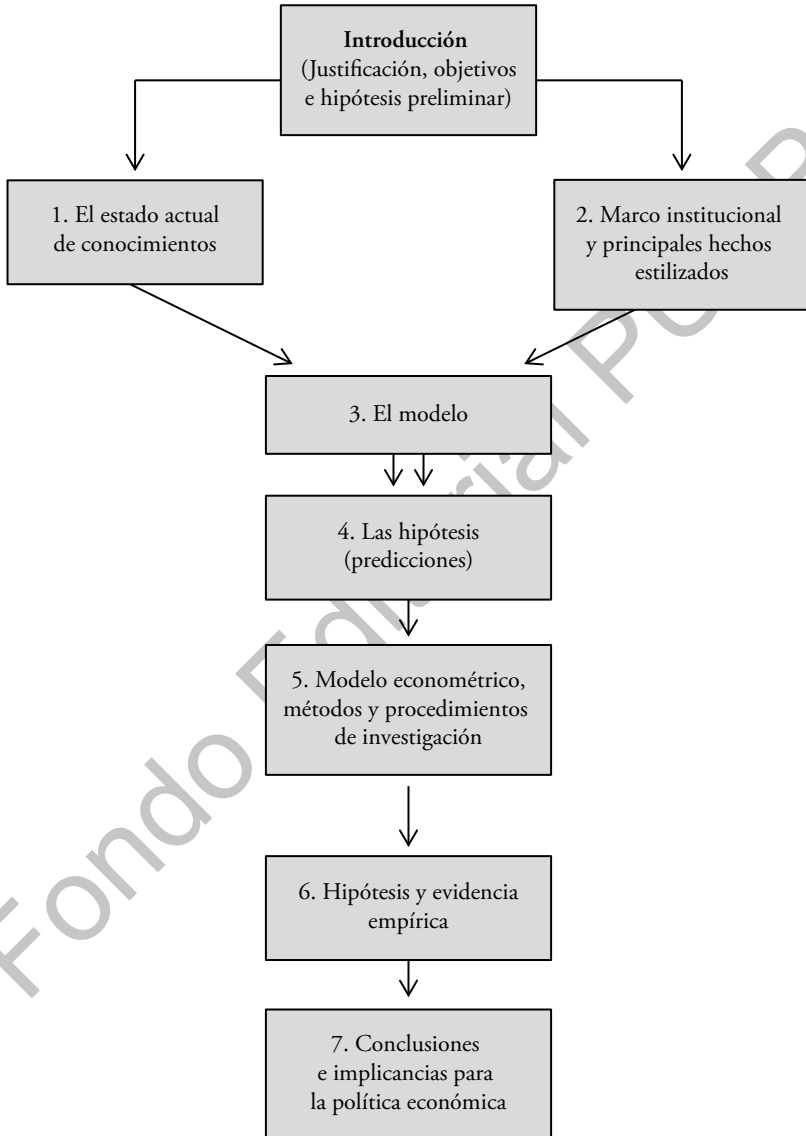 Introducción
(Justificación, objetivos
e hipótesis preliminar)
1. El estado actual
de conocimientos
2. Marco institucional
y principales hechos
estilizados
3. El modelo
4. Las hipótesis
(predicciones)
5. Modelo econométrico,
métodos y procedimientos
de investigación
6. Hipótesis y evidencia
empírica
7. Conclusiones
e implicancias para
la política económica
Fondo Editorial